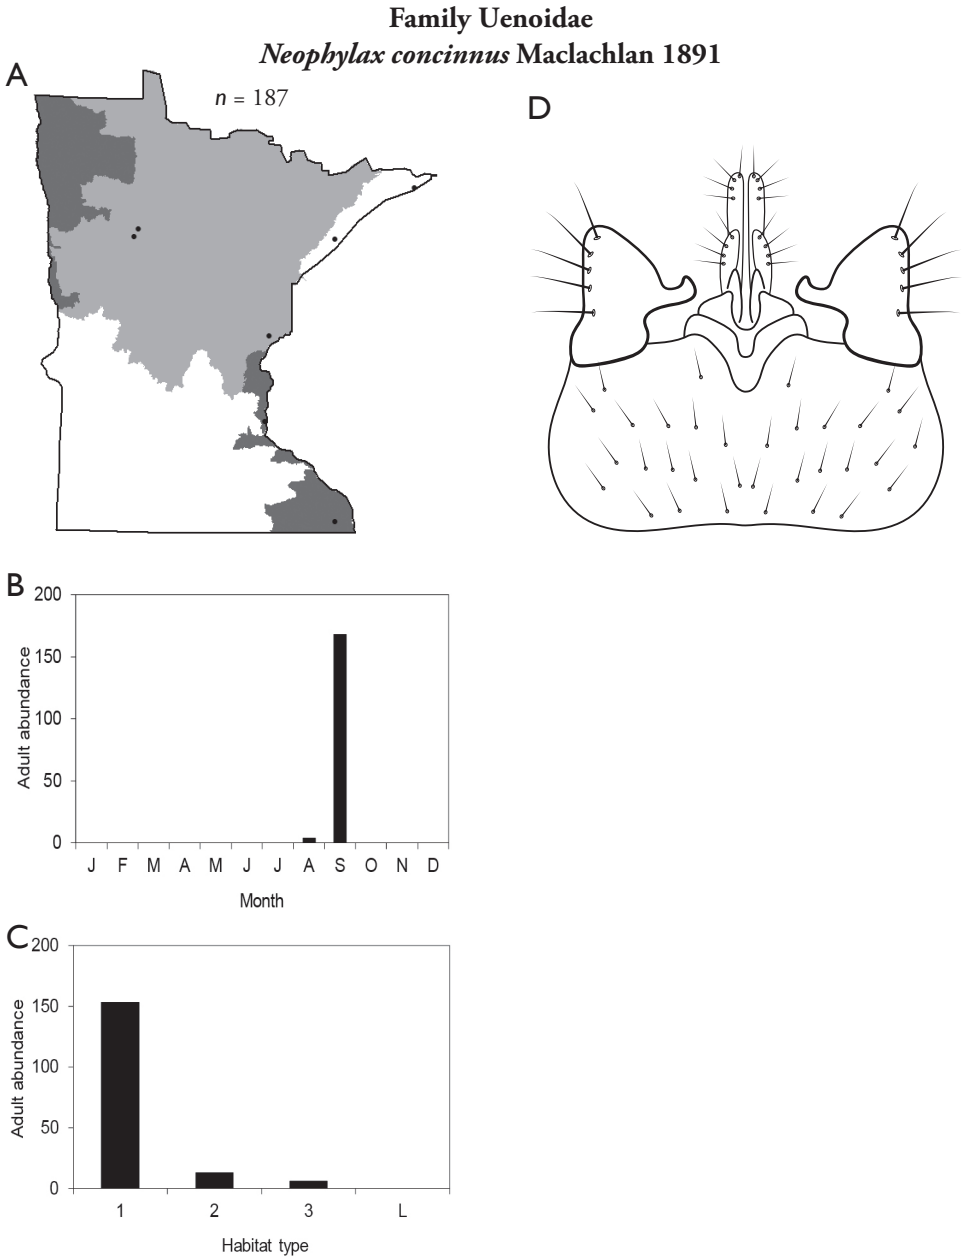 Family Uenoidae
Neophylax concinnus Maclachlan 1891
A
n = 187
D
B
200
150
100
50
0
Adult abundance
J F M A M J J A S O N D
Month
C
200
150
100
50
0
Adult abundance
1 2 3 L
Habitat type